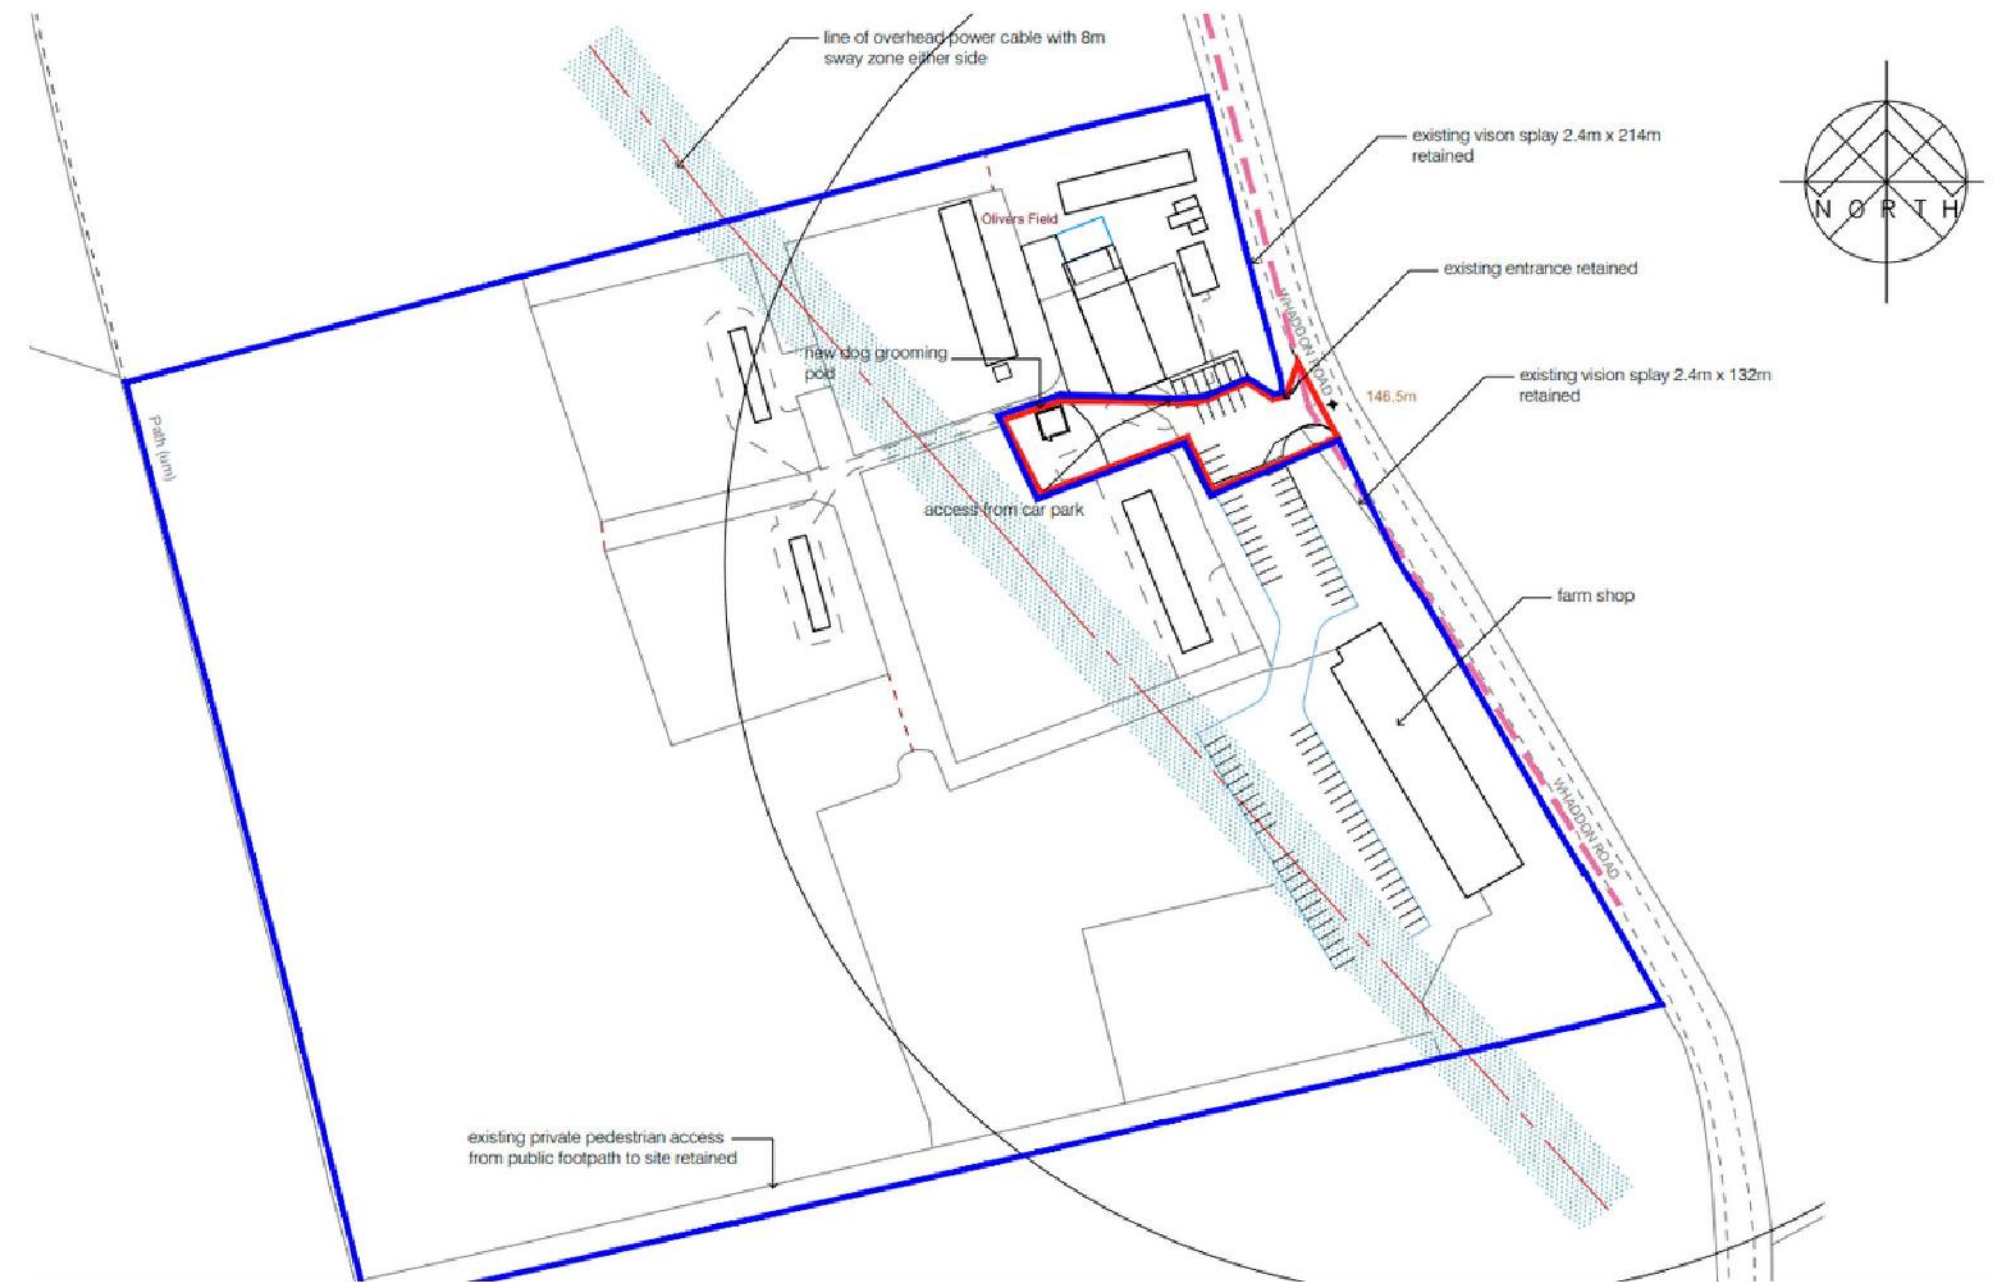 line of overhead power cable with 8m
sway zone either side
existing vison splay 2.4m x 214m
retained
N O R T H
Olivers Field
existing entrance retained
WHADDON ROAD
new dog grooming
pod
existing vision splay 2.4m x 132m
retained
146.5m
Path (um)
access from car park
farm shop
WHADDON ROAD
existing private pedestrian access
from public footpath to site retained